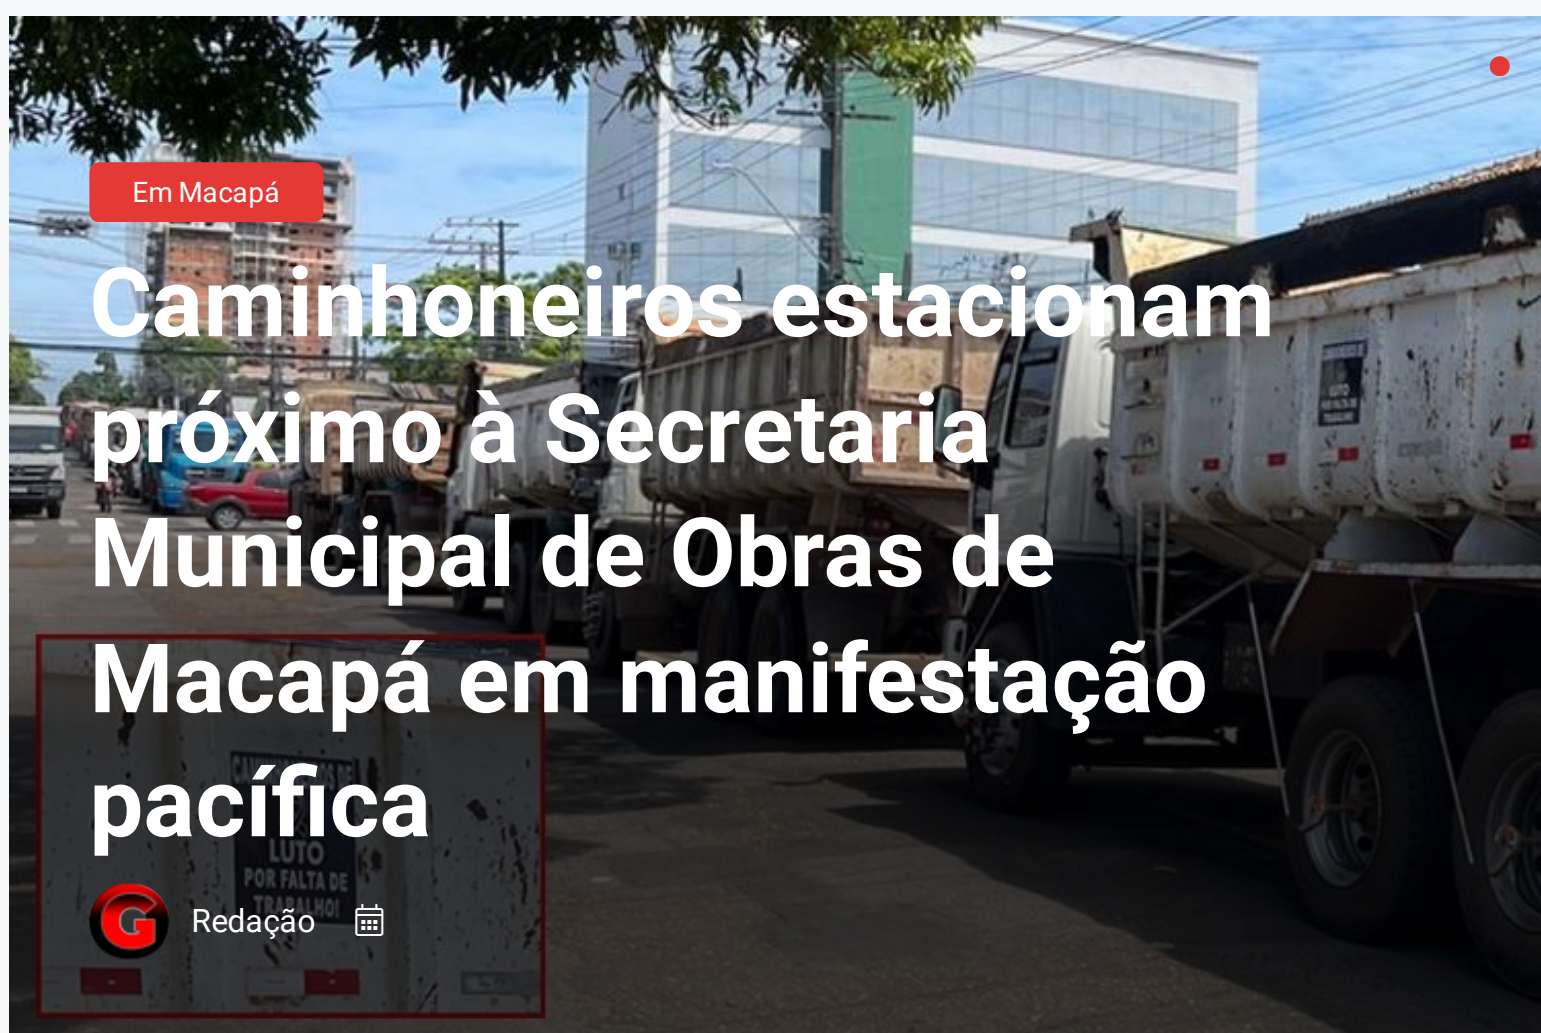 Em Macapá
Caminhoneiros estacionam
próximo à Secretaria
Municipal de Obras de
Macapá em manifestação
pacífica
LUTO
POR FALTA DE
TRABALHO!
G
Redação